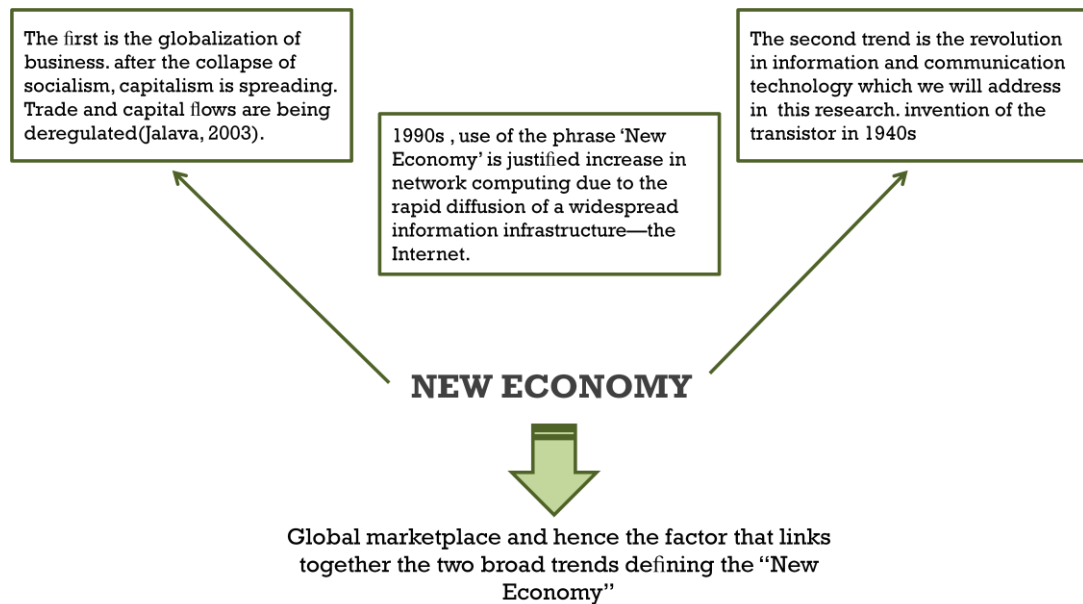 The first is the globalization of
business. after the collapse of
socialism, capitalism is spreading.
Trade and capital flows are being
deregulated(Jalava, 2003).
1990s , use of the phrase ‘New
Economy’ is justified increase in
network computing due to the
rapid diffusion of a widespread
information infrastructure—the
Internet.
The second trend is the revolution
in information and communication
technology which we will address
in  this research. invention of the
transistor in 1940s
NEW ECONOMY
Global marketplace and hence the factor that links
together the two broad trends defining the “New
Economy”